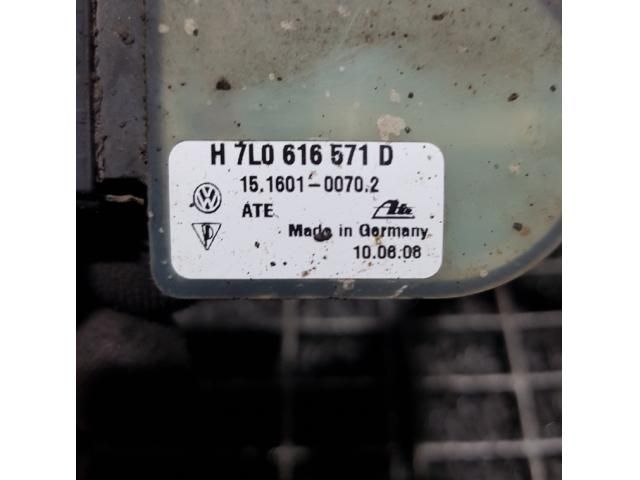 H 7L0 616 571 D
15.1601-0070.2
ATE Ate
Made in Germany
10.06.08